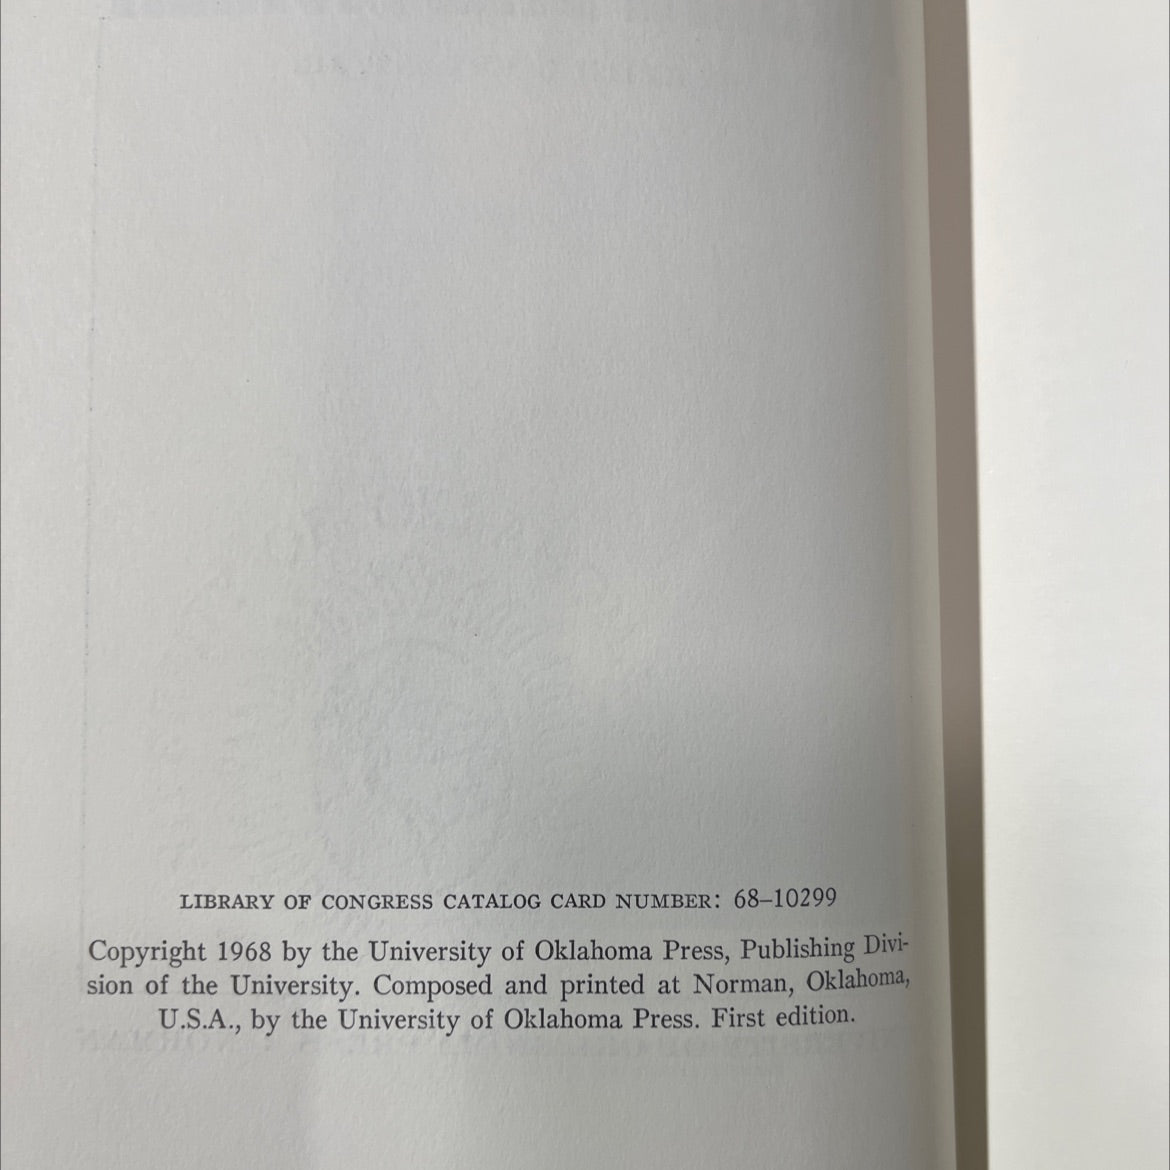 LIBRARY OF CONGRESS CATALOG CARD NUMBER: 68–10299
Copyright 1968 by the University of Oklahoma Press, Publishing Divi-
sion of the University. Composed and printed at Norman, Oklahoma,
U.S.A., by the University of Oklahoma Press. First edition.